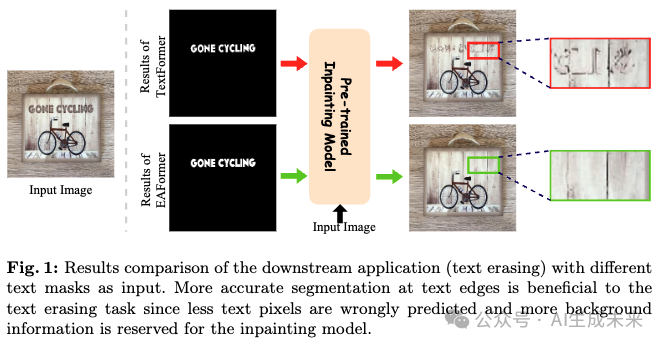 GONE CYCLING
Input Image
Results of
TextFormer
GONE CYCLING
Results of
EAFormer
GONE CYCLING
Pre-trained
Inpainting Model
Input Image
Fig. 1: Results comparison of the downstream application (text erasing) with different
text masks as input. More accurate segmentation at text edges is beneficial to the
text erasing task since less text pixels are wrongly predicted and more background
information is reserved for the inpainting model.
公众号 · AI生成未来